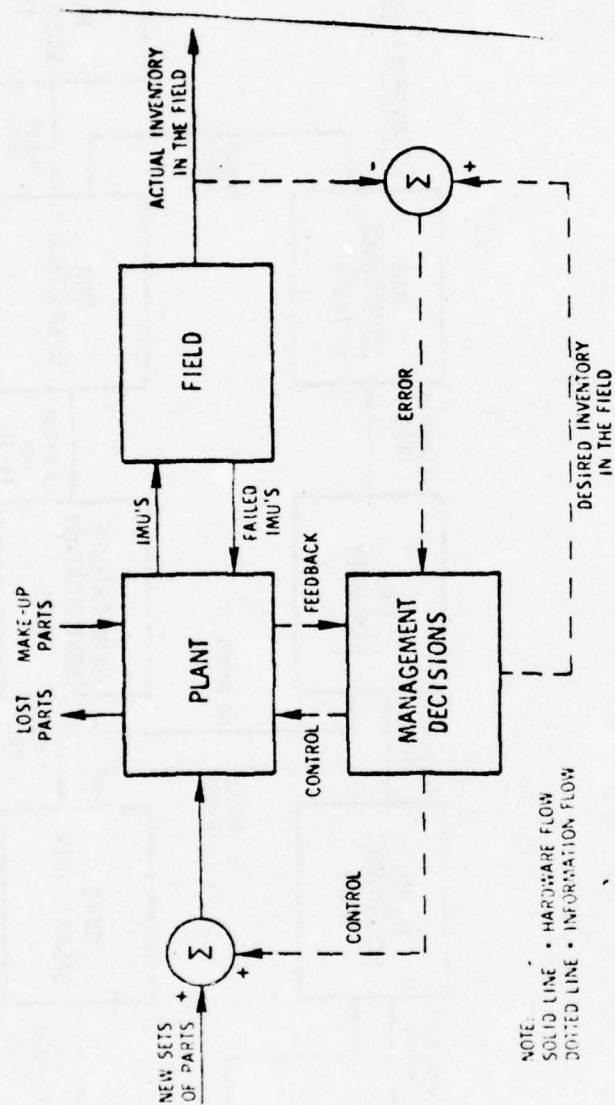 LOST
PARTS
MAKE-UP
PARTS
ACTUAL INVENTORY
IN THE FIELD
NEW SETS
OF PARTS
+
Σ
+
PLANT
IMU'S
FAILED
IMU'S
FIELD
CONTROL
FEEDBACK
-
Σ
+
MANAGEMENT
DECISIONS
ERROR
CONTROL
DESIRED INVENTORY
IN THE FIELD
NOTE:
SOLID LINE • HARDWARE FLOW
DOTTED LINE • INFORMATION FLOW